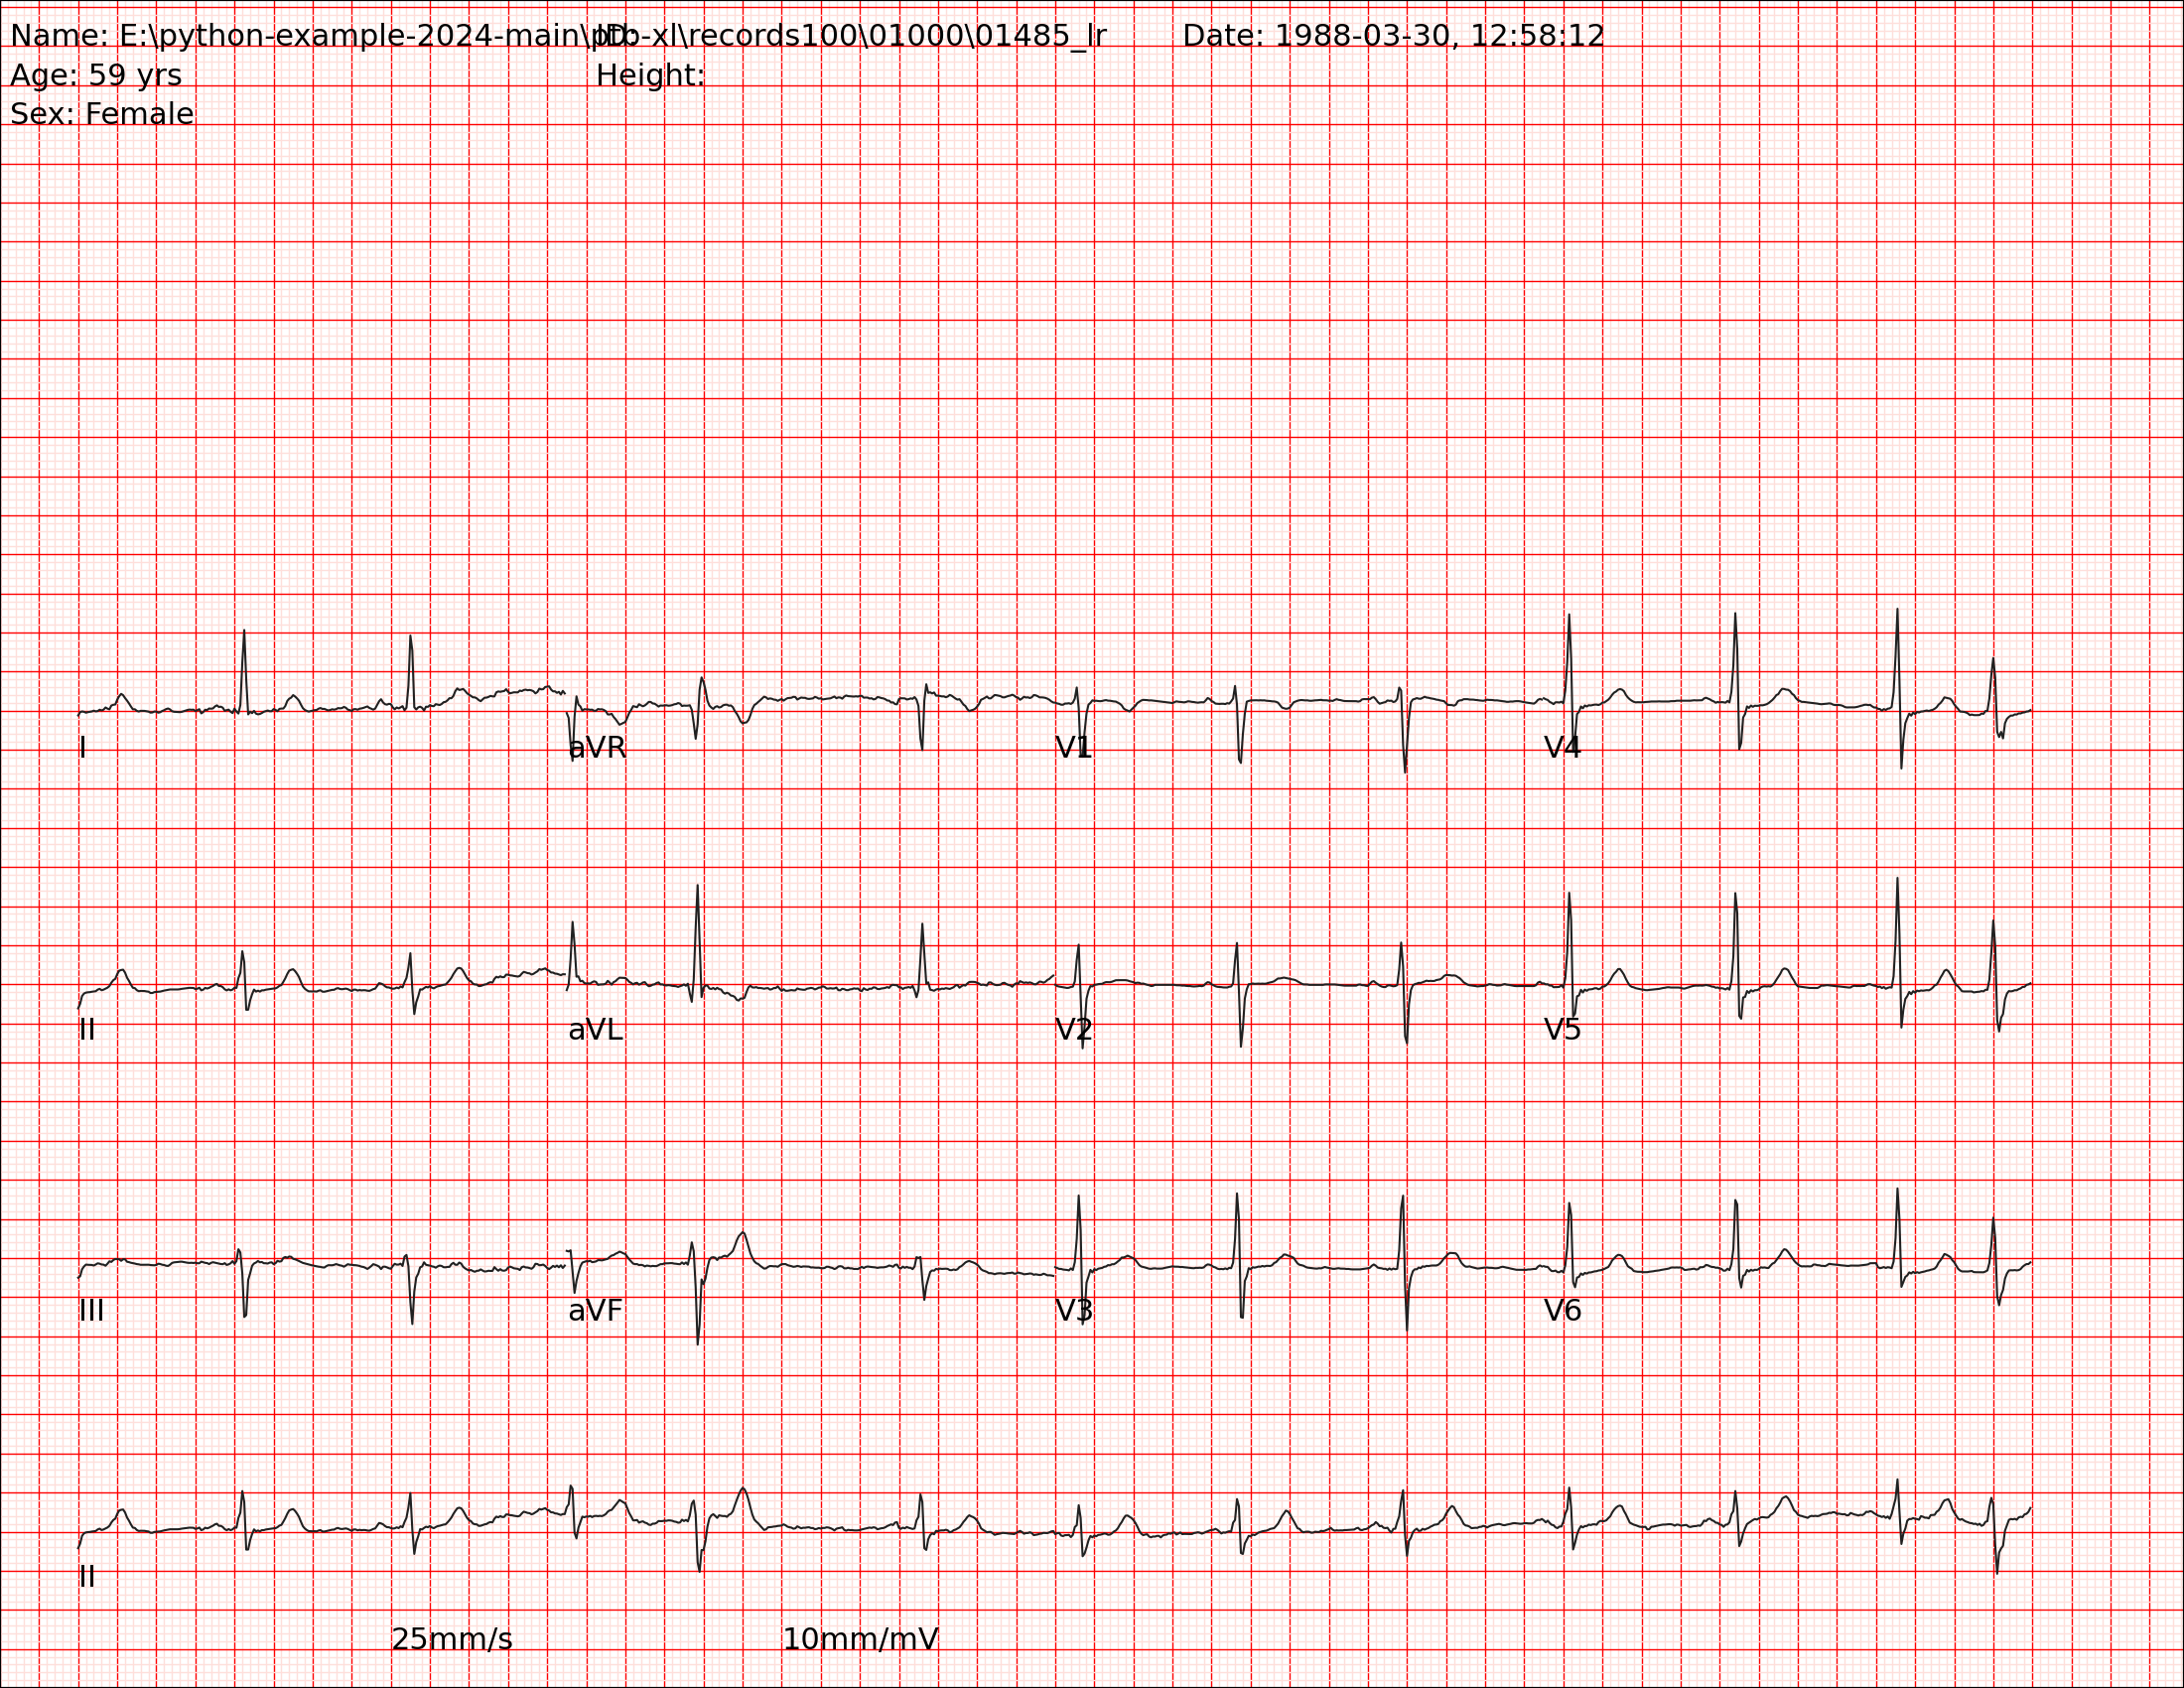 Name: E:\python-example-2024-main\ptb-xl\records100\01000\01485_lr ID: Date: 1988-03-30, 12:58:12
Age: 59 yrs Height:
Sex: Female
I aVR V1 V4
II aVL V2 V5
III aVF V3 V6
II
25mm/s 10mm/mV